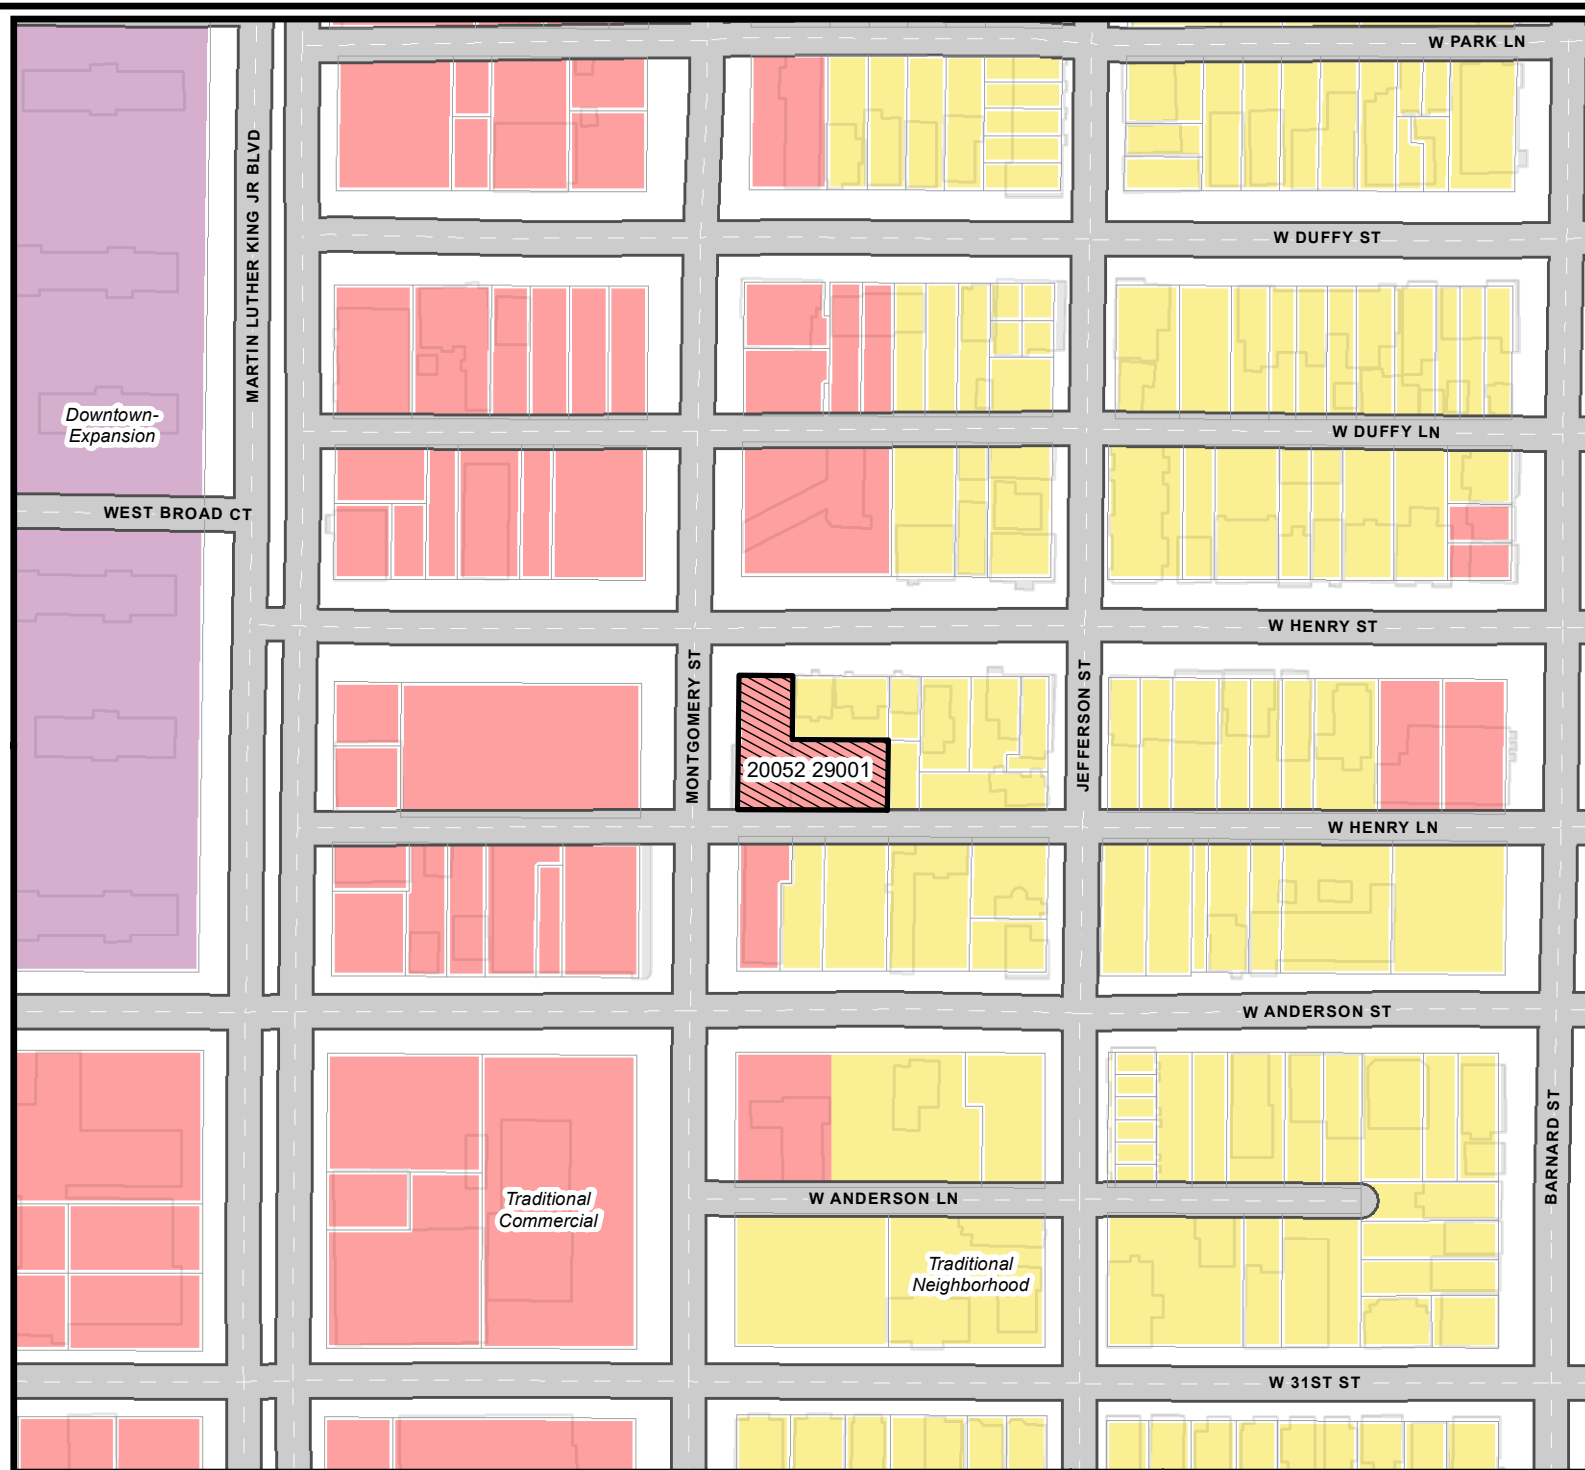 W PARK LN
MARTIN LUTHER KING JR BLVD
W DUFFY ST
Downtown-
Expansion
W DUFFY LN
WEST BROAD CT
W HENRY ST
MONTGOMERY ST
JEFFERSON ST
20052 29001
W HENRY LN
W ANDERSON ST
BARNARD ST
Traditional
Commercial
W ANDERSON LN
Traditional
Neighborhood
W 31ST ST